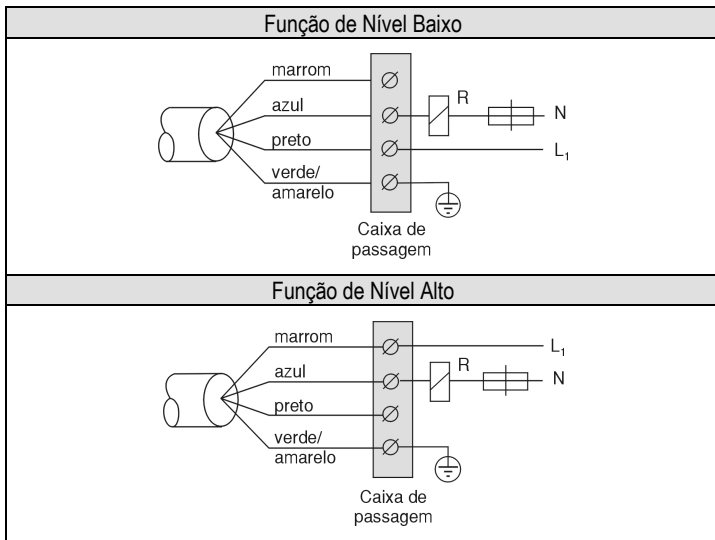 Função de Nível Baixo
marrom
azul
R
N
preto
L₁
verde/
amarelo
Caixa de
passagem
Função de Nível Alto
marrom
L₁
azul
R
N
preto
verde/
amarelo
Caixa de
passagem